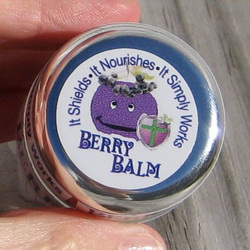 It Shields • It Nourishes • It Simply Works
BERRY
BALM